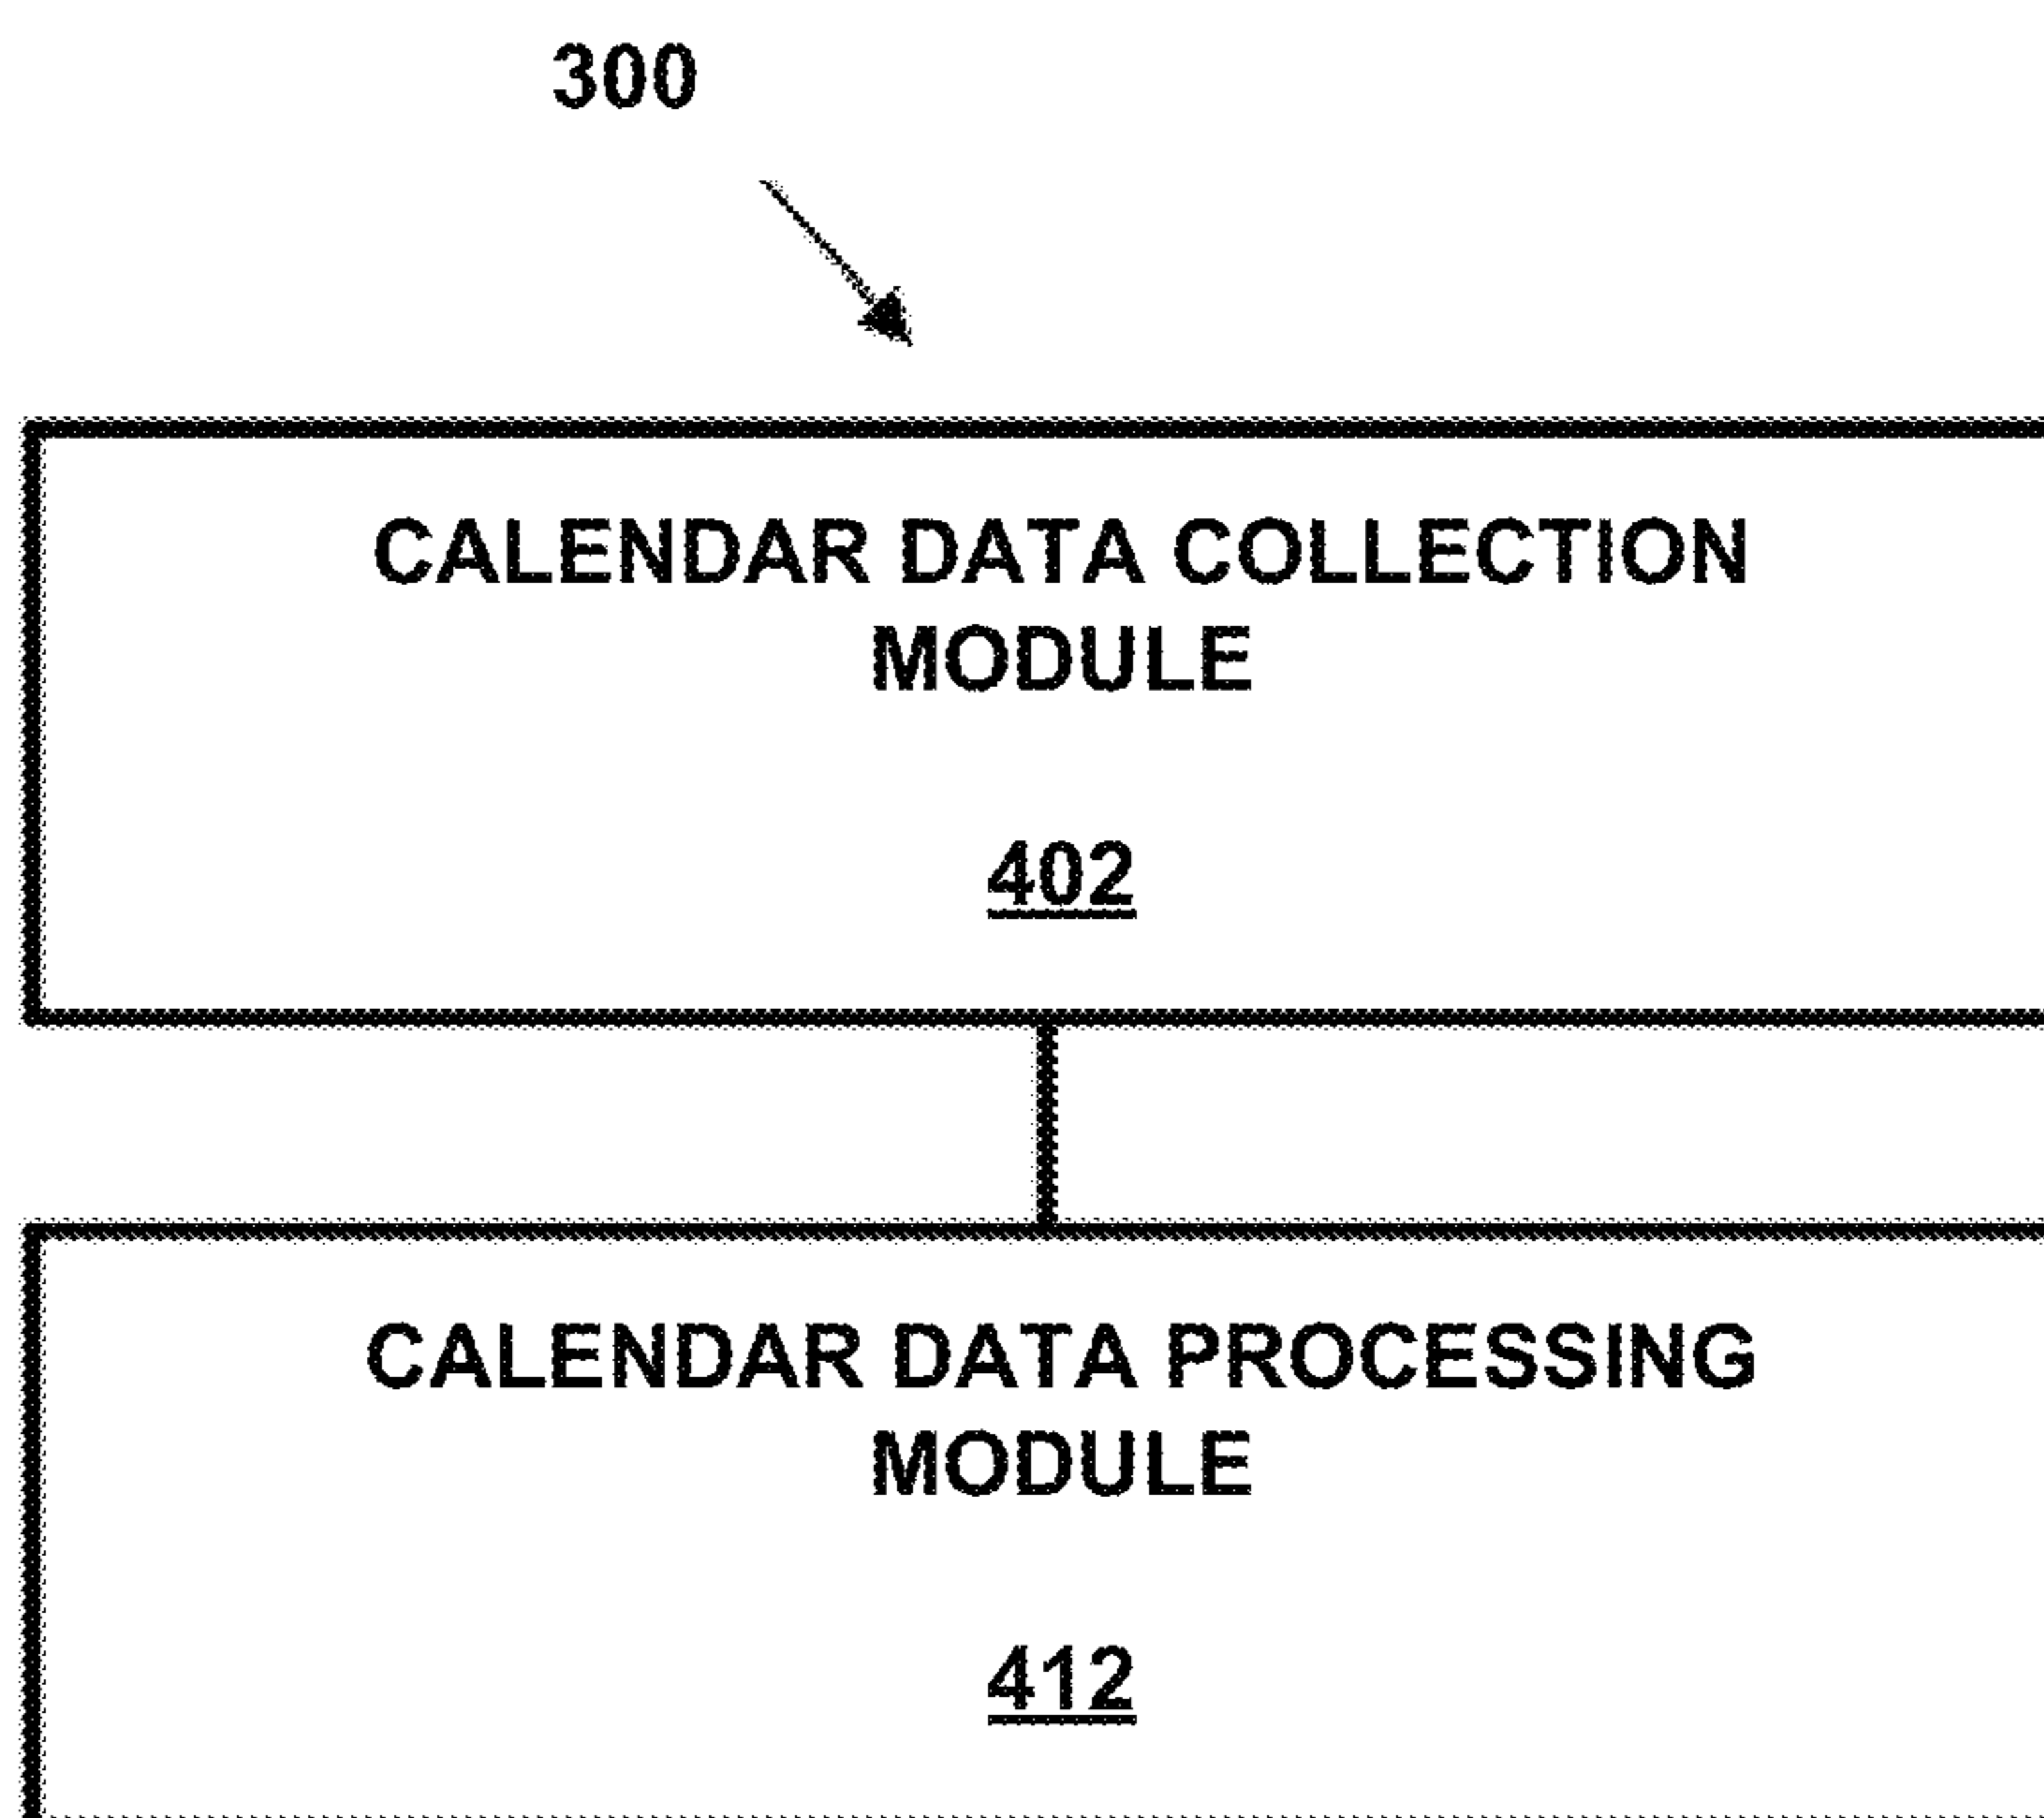 300
CALENDAR DATA COLLECTION
MODULE
402
CALENDAR DATA PROCESSING
MODULE
412